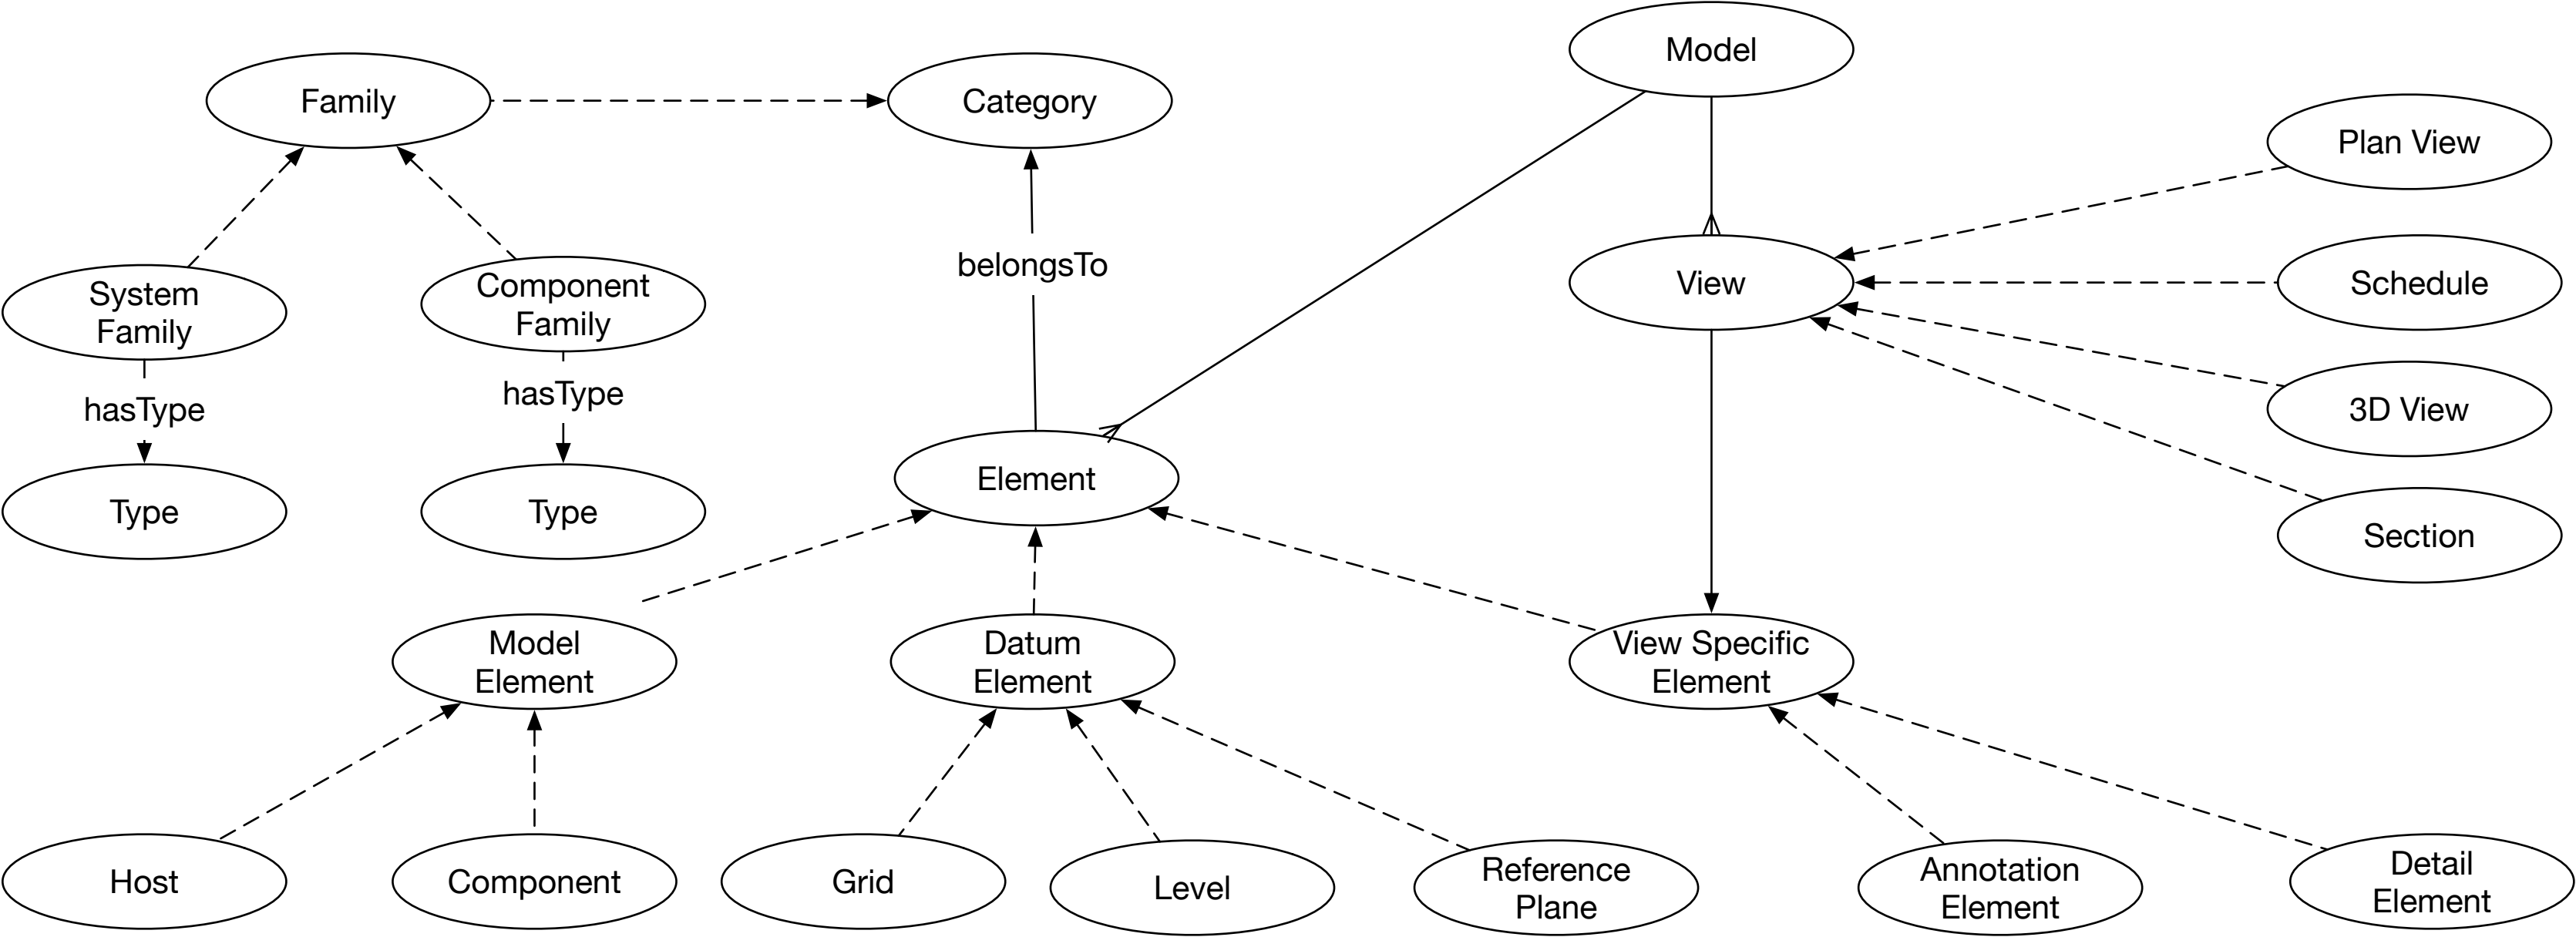 Model
Family
Category
Plan View
belongsTo
View
Schedule
System
Family
Component
Family
hasType
hasType
3D View
Element
Type
Type
Section
Model
Element
Datum
Element
View Specific
Element
Host
Component
Grid
Level
Reference
Plane
Annotation
Element
Detail
Element